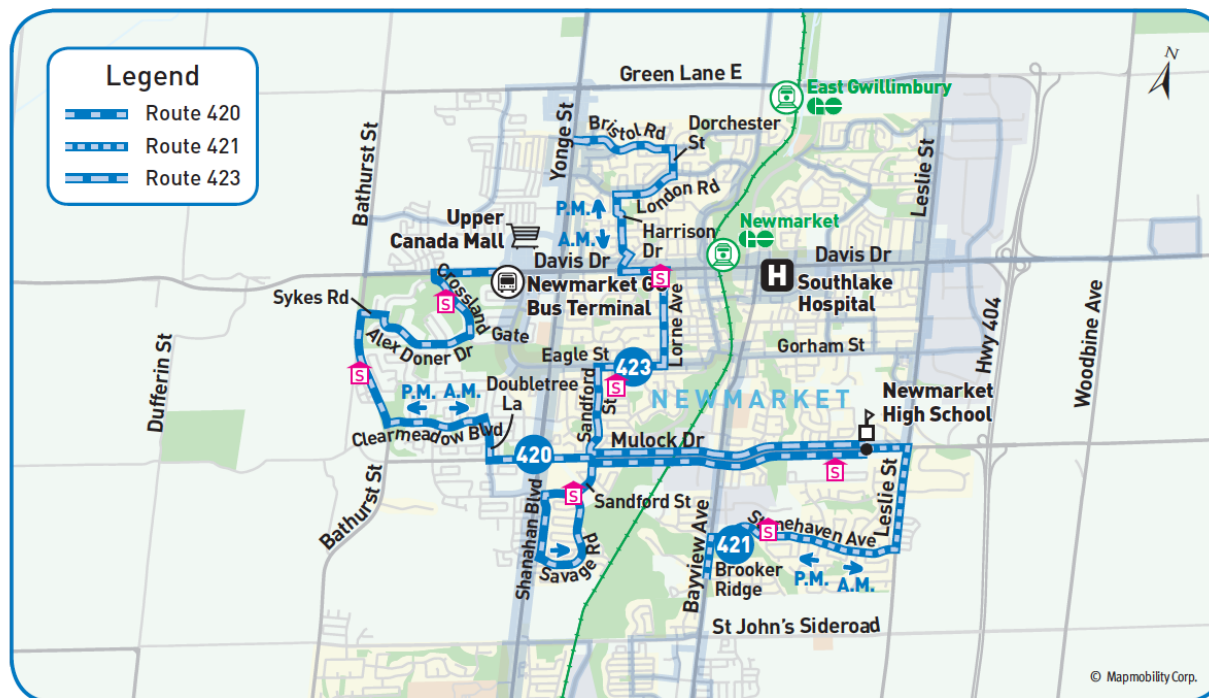 Legend
Route 420
Route 421
Route 423
N
Green Lane E
East Gwillimbury
GO
Bathurst St
Yonge St
Bristol Rd
Dorchester
St
Leslie St
London Rd
P.M.
A.M.
Harrison
Dr
Upper
Canada Mall
Newmarket
GO
Davis Dr
Davis Dr
H
Southlake
Hospital
Newmarket GO
Bus Terminal
S
S
Sykes Rd
Crossland
Gate
Alex Doner Dr
Lorne Ave
Gorham St
Hwy 404
Woodbine Ave
Dufferin St
Eagle St
423
S
S
Doubletree
La
Sandford
St
NEWMARKET
Newmarket
High School
P.M.
A.M.
Clearmeadow Blvd
Mulock Dr
420
S
S
Sandford St
Bathurst St
Shanahan Blvd
Savage Rd
Bayview Ave
Leslie St
S
Stonehaven Ave
421
Brooker
Ridge
P.M.
A.M.
St John's Sideroad
© Mapmobility Corp.